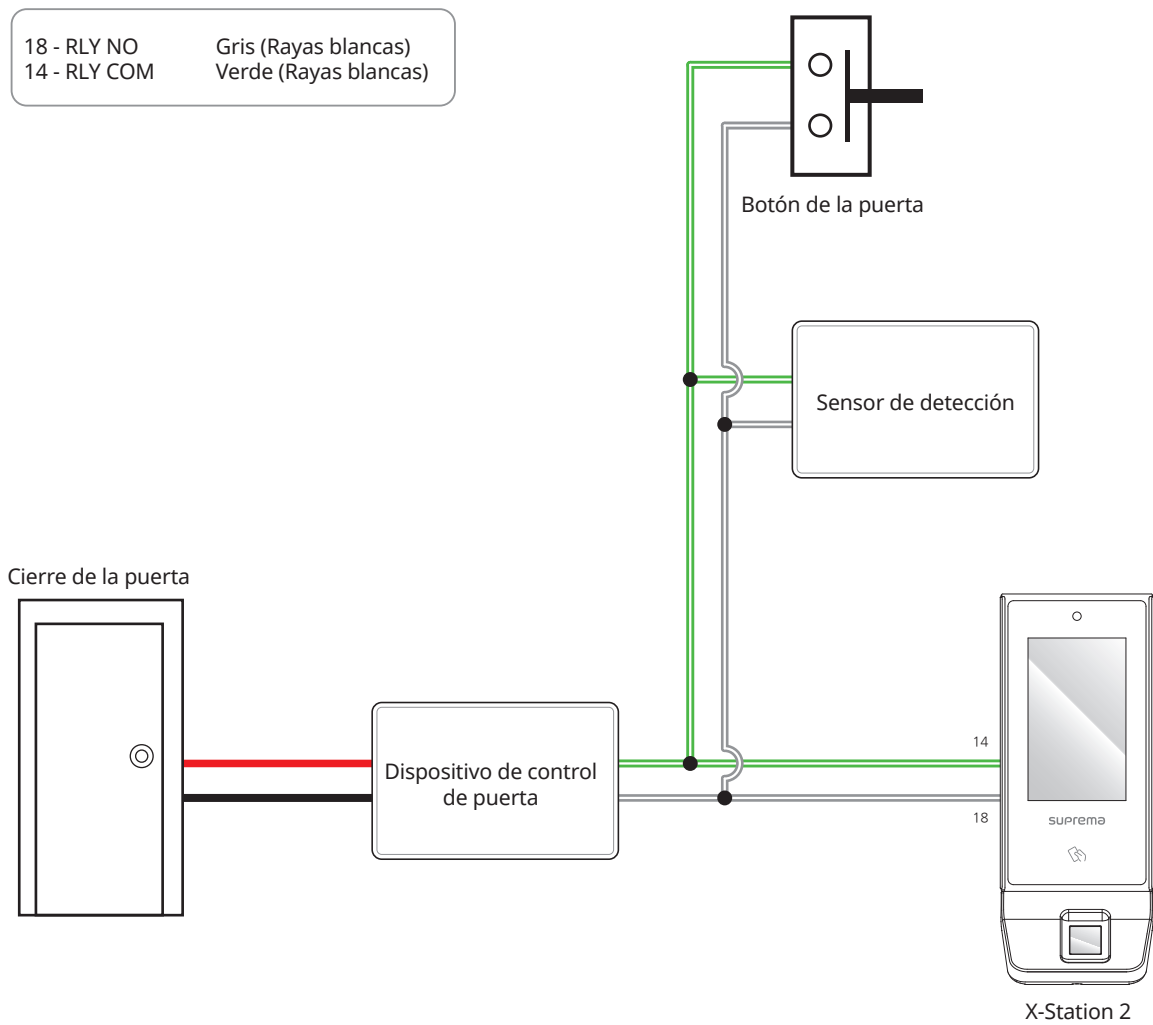 18 - RLY NO Gris (Rayas blancas)
14 - RLY COM Verde (Rayas blancas)
Botón de la puerta
Sensor de detección
Cierre de la puerta
Dispositivo de control
de puerta
14
18
suprema
X-Station 2